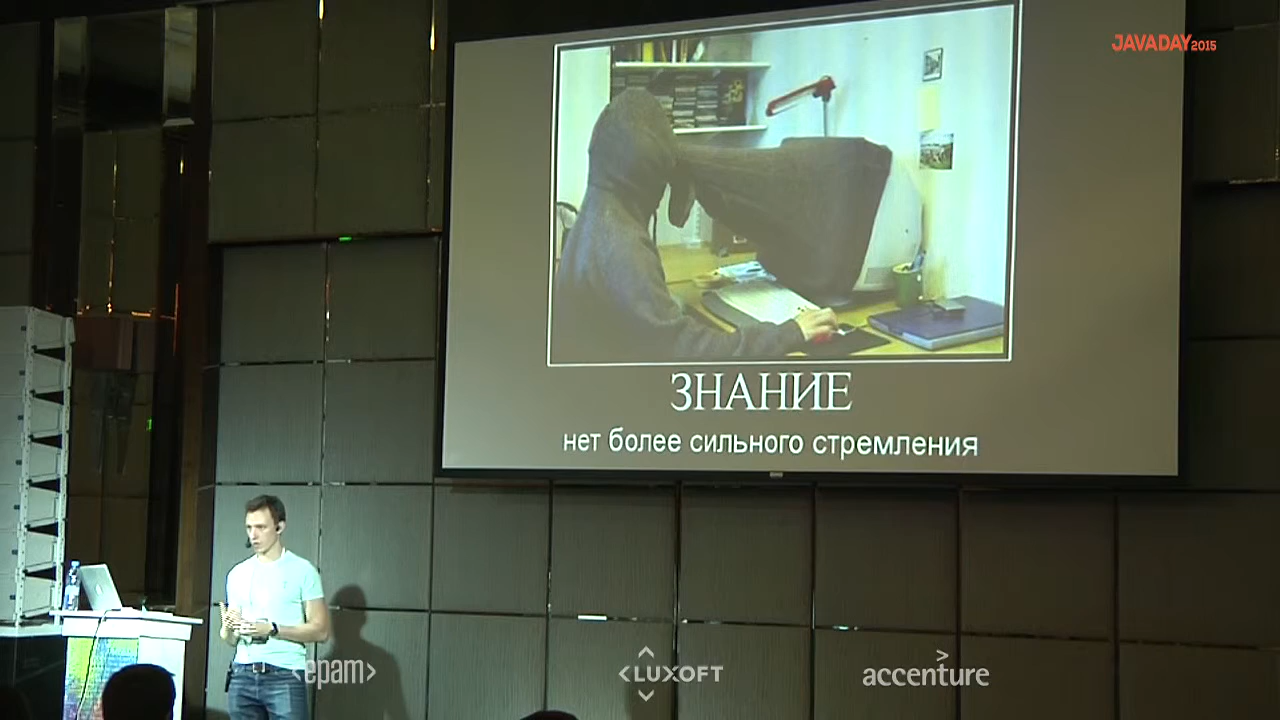 JAVADAY2015
ЗНАНИЕ
нет более сильного стремления
<epam>
LUXOFT
accenture